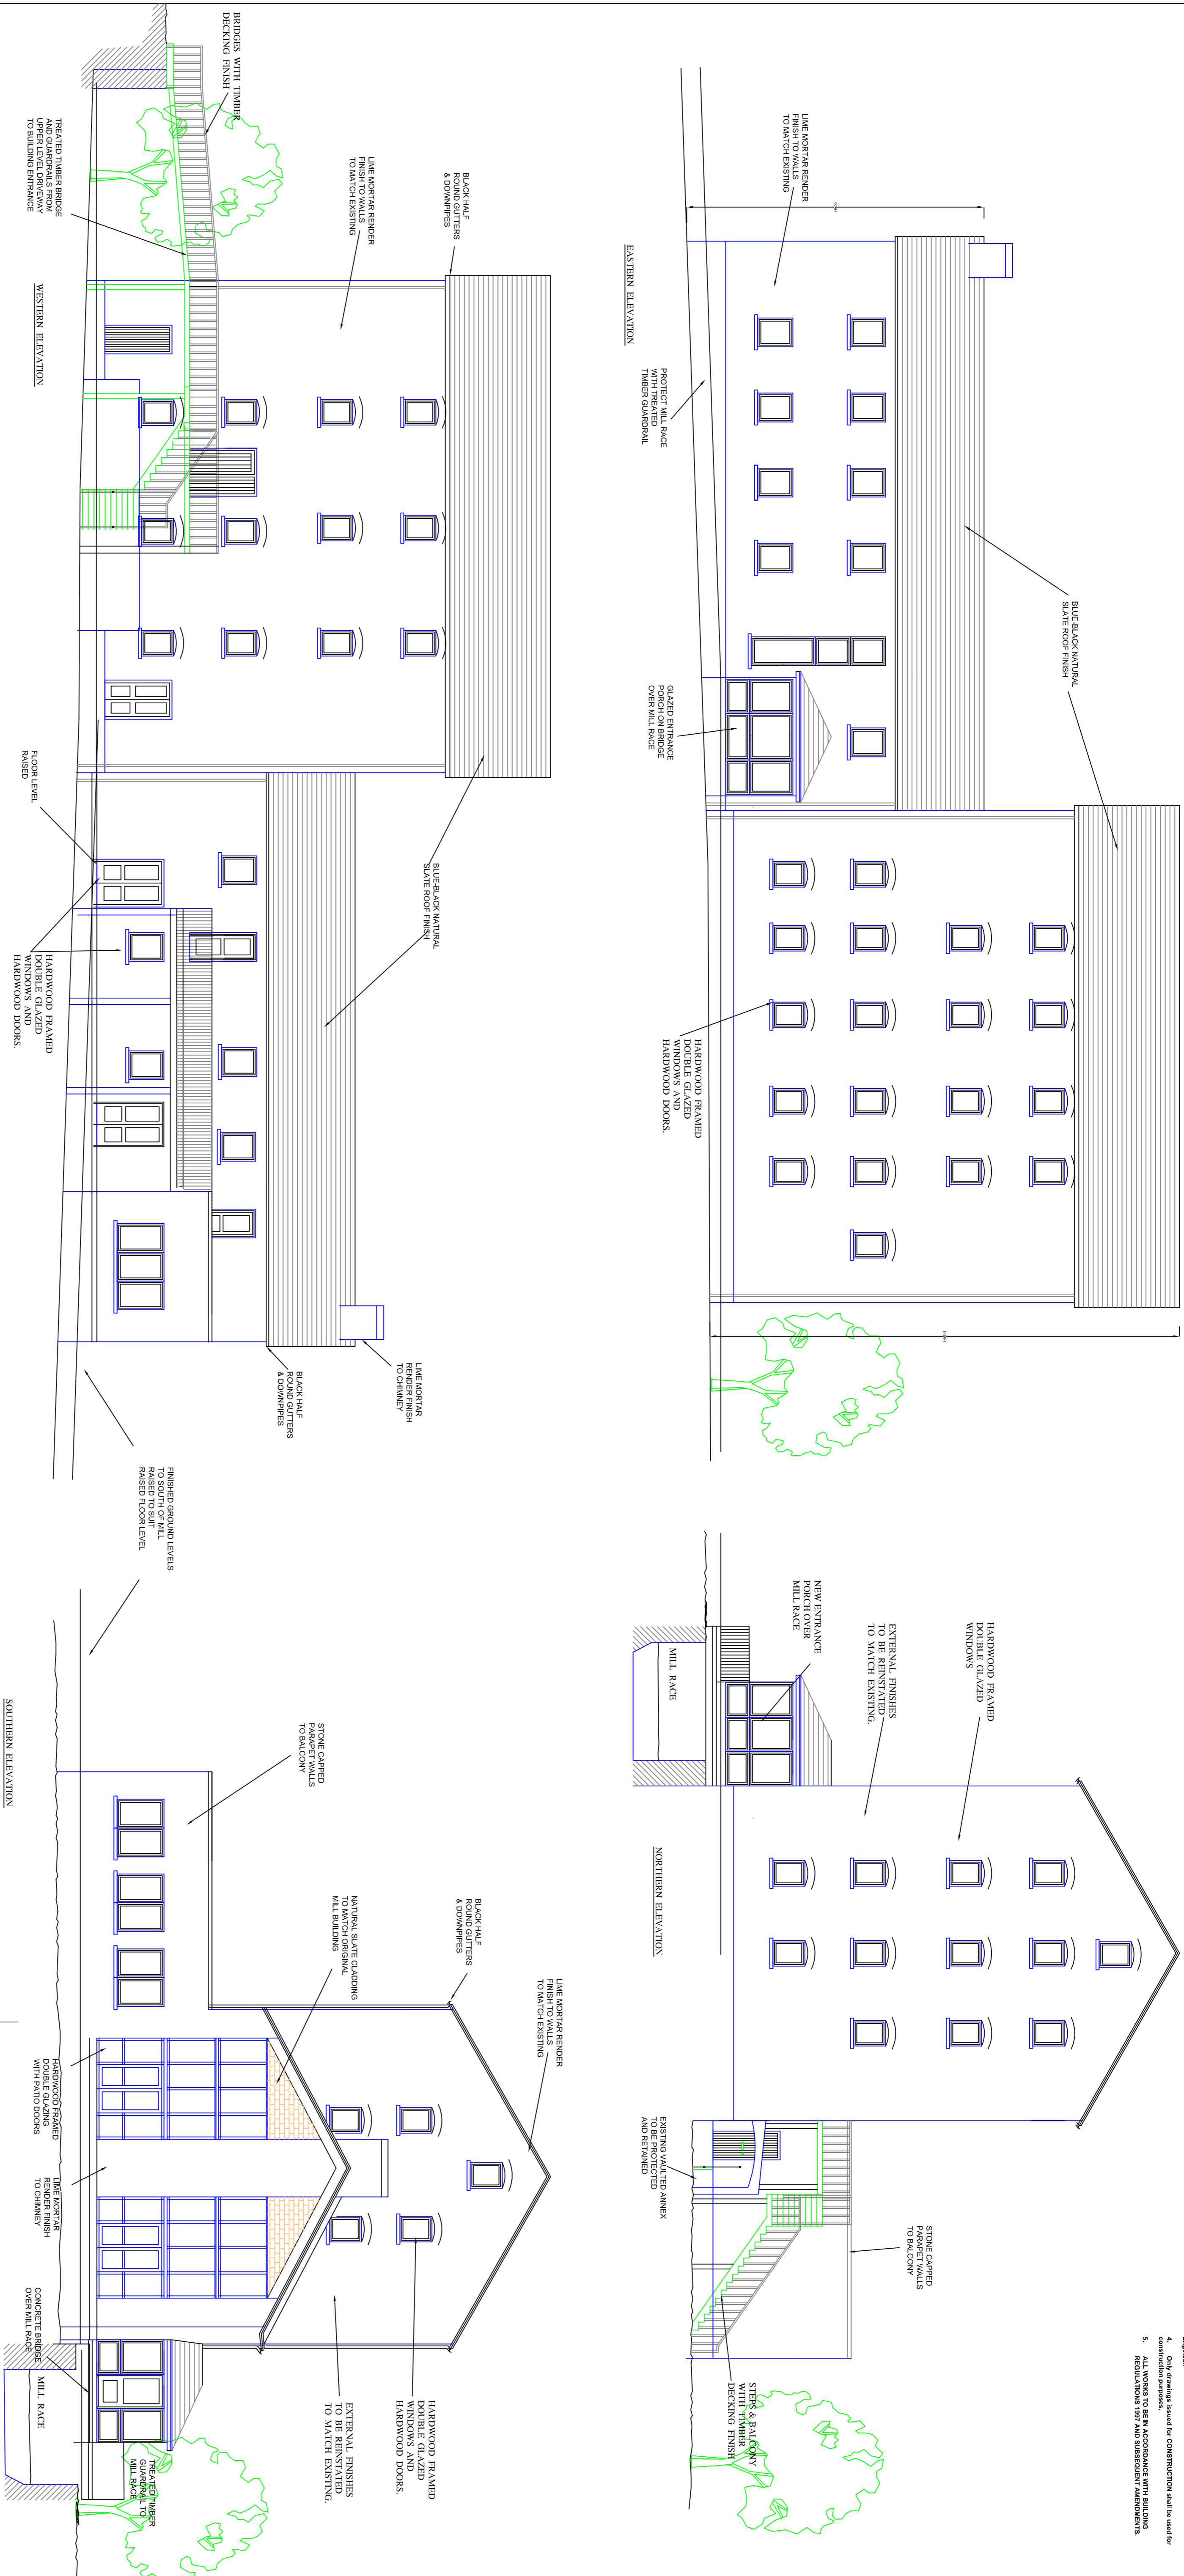 LIME MORTAR RENDER
FINISH TO WALLS
TO MATCH EXISTING
BLUE-BLACK NATURAL
SLATE ROOF FINISH
EASTERN ELEVATION
PROTECT MILL RACE
WITH TREATED
TIMBER GUARDRAIL
GLAZED ENTRANCE
PORCH ON BRIDGE
OVER MILL RACE
HARDWOOD FRAMED
DOUBLE GLAZED
WINDOWS AND
HARDWOOD DOORS.
HARDWOOD FRAMED
DOUBLE GLAZED
WINDOWS
EXTERNAL FINISHES
TO BE REINSTATED
TO MATCH EXISTING.
NEW ENTRANCE
PORCH OVER
MILL RACE
MILL RACE
NORTHERN ELEVATION
EXISTING VAULTED ANNEX
TO BE PROTECTED
AND RETAINED
STONE CAPPED
PARAPET WALLS
TO BALCONY
STEPS & BALCONY
WITH TIMBER
DECKING FINISH
4. Only drawings issued for CONSTRUCTION shall be used for
construction purposes.
5. ALL WORKS TO BE IN ACCORDANCE WITH BUILDING
REGULATIONS 1997 AND SUBSEQUENT AMENDMENTS.
BRIDGES WITH TIMBER
DECKING FINISH
TREATED TIMBER BRIDGE
AND GUARDRAILS FROM
UPPER LEVEL DRIVEWAY
TO BUILDING ENTRANCE
LIME MORTAR RENDER
FINISH TO WALLS
TO MATCH EXISTING
BLACK HALF
ROUND GUTTERS
& DOWNPIPES
WESTERN ELEVATION
FLOOR LEVEL
RAISED
BLUE-BLACK NATURAL
SLATE ROOF FINISH
HARDWOOD FRAMED
DOUBLE GLAZED
WINDOWS AND
HARDWOOD DOORS.
LIME MORTAR
RENDER FINISH
TO CHIMNEY
BLACK HALF
ROUND GUTTERS
& DOWNPIPES
FINISHED GROUND LEVELS
TO SOUTH OF MILL
RAISED TO SUIT
RAISED FLOOR LEVEL
STONE CAPPED
PARAPET WALLS
TO BALCONY
SOUTHERN ELEVATION
NATURAL SLATE CLADDING
TO MATCH ORIGINAL
MILL BUILDING
BLACK HALF
ROUND GUTTERS
& DOWNPIPES
LIME MORTAR RENDER
FINISH TO WALLS
TO MATCH EXISTING
HARDWOOD FRAMED
DOUBLE GLAZING
WITH PATIO DOORS
LIME MORTAR
RENDER FINISH
TO CHIMNEY
CONCRETE BRIDGE
OVER MILL RACE
MILL RACE
HARDWOOD FRAMED
DOUBLE GLAZED
WINDOWS AND
HARDWOOD DOORS.
EXTERNAL FINISHES
TO BE REINSTATED
TO MATCH EXISTING.
TREATED TIMBER
GUARDRAIL TO
MILL RACE